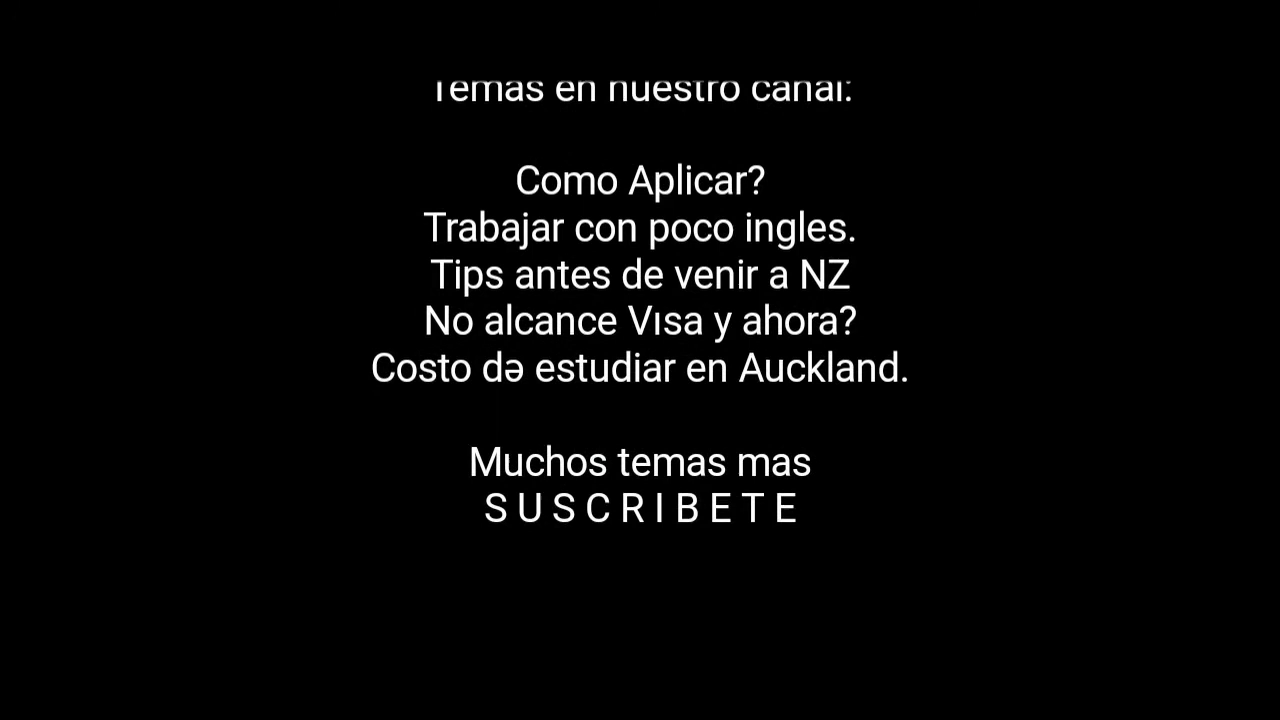 Temas en nuestro canal:
Como Aplicar?
Trabajar con poco ingles.
Tips antes de venir a NZ
No alcance Vısa y ahora?
Costo də estudiar en Auckland.
Muchos temas mas
S U S C R I B E T E